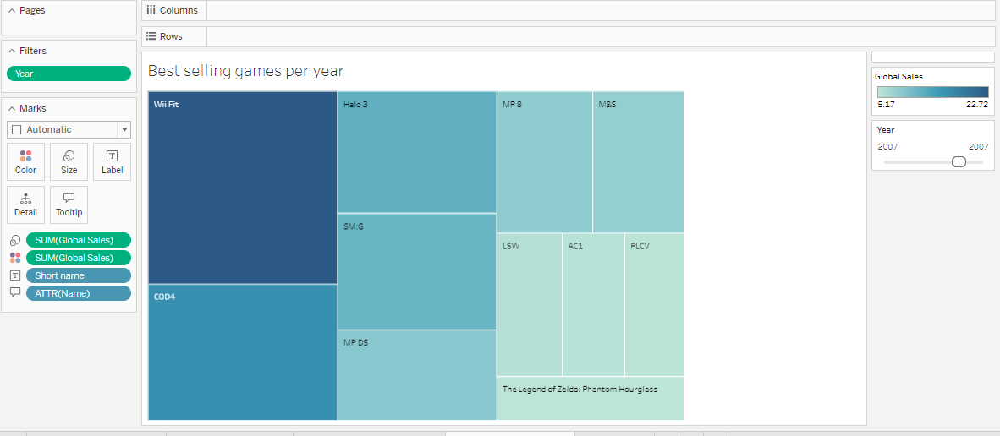 Pages
Columns
Rows
Filters
Year
Marks
Automatic
Color
Size
Label
Detail
Tooltip
SUM(Global Sales)
SUM(Global Sales)
Short name
ATTR(Name)
Best selling games per year
Wii Fit
COD4
Halo 3
SM:G
MP DS
MP 8
M&S
LSW
AC1
PLCV
The Legend of Zelda: Phantom Hourglass
Global Sales
5.17 22.72
Year
2007 2007